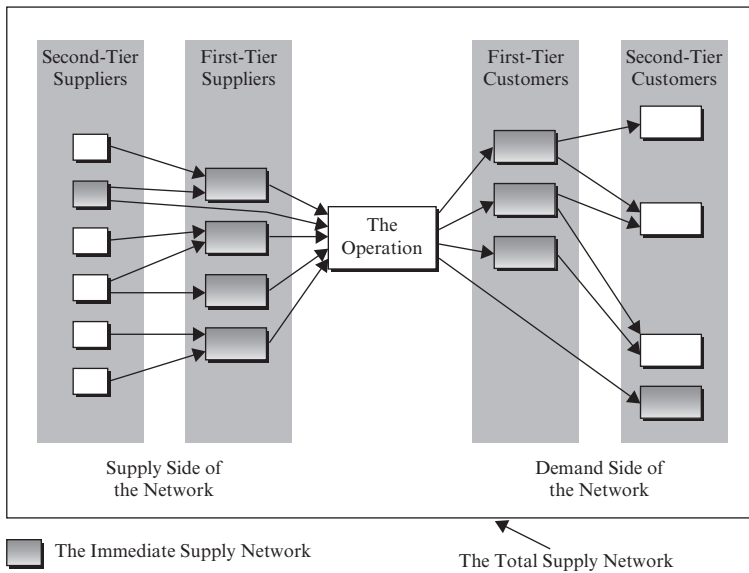 Second-Tier
Suppliers
First-Tier
Suppliers
First-Tier
Customers
Second-Tier
Customers
The
Operation
Supply Side of
the Network
Demand Side of
the Network
The Immediate Supply Network
The Total Supply Network